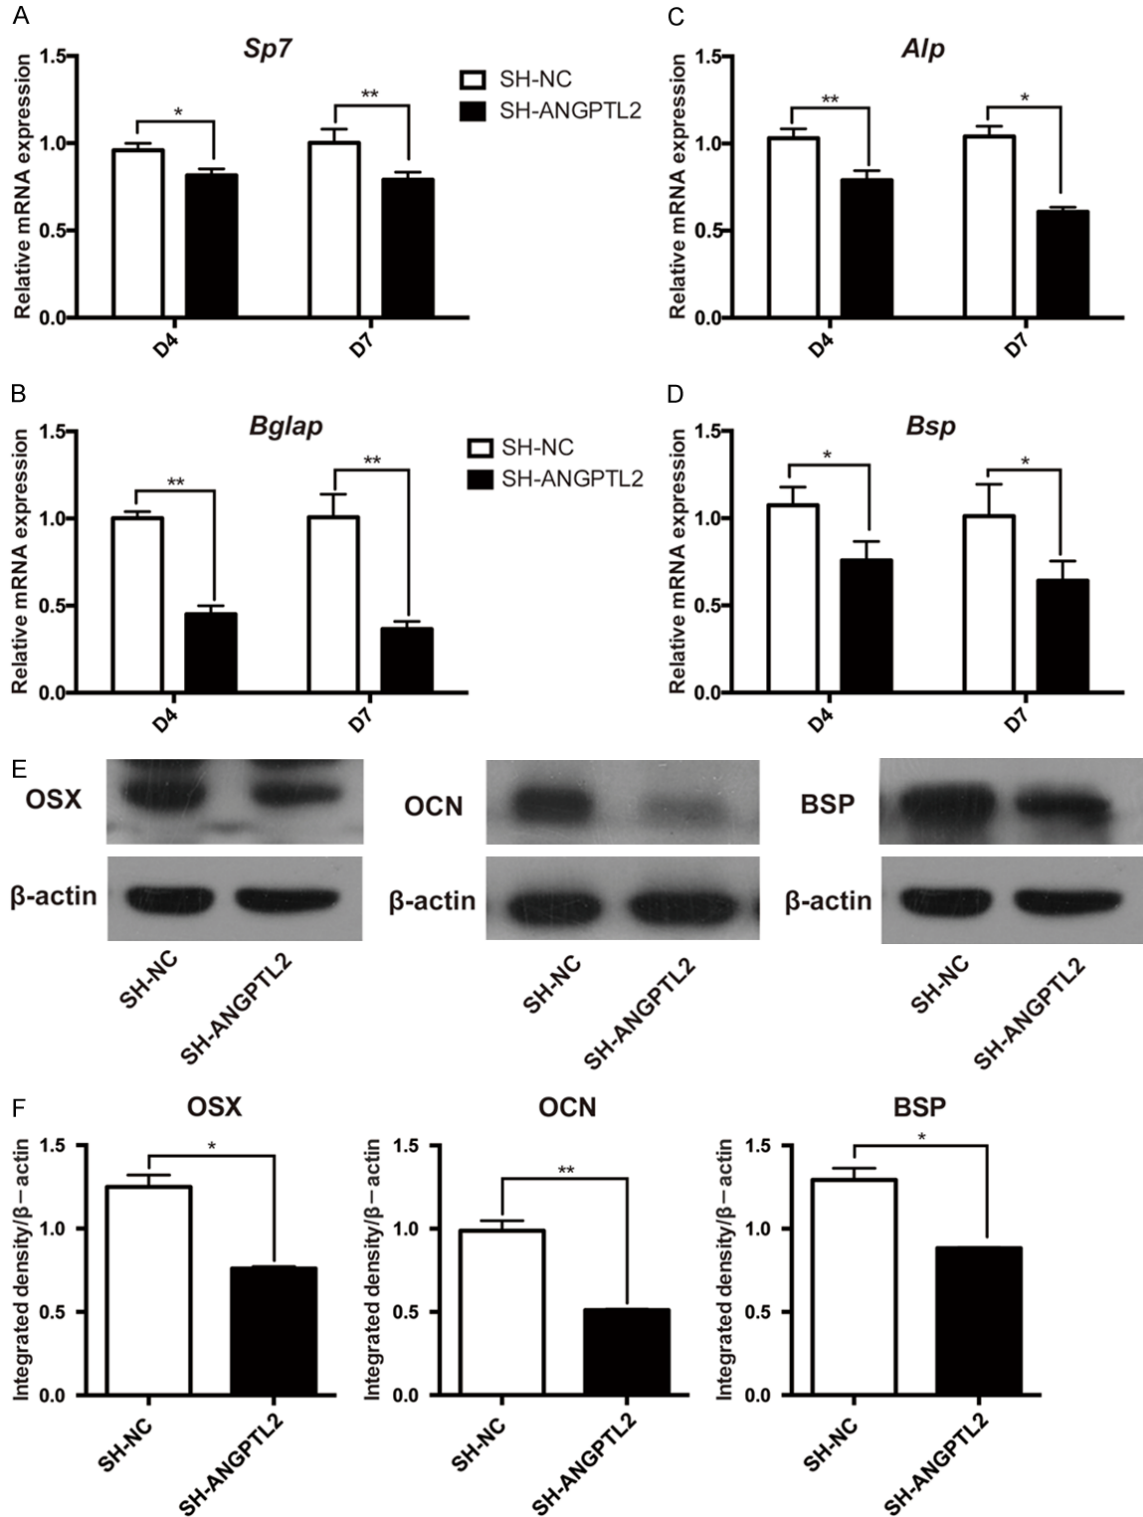 A
Sp7
Relative mRNA expression
1.5
1.0
0.5
0.0
*
**
D4
D7
SH-NC
SH-ANGPTL2
C
Alp
Relative mRNA expression
1.5
1.0
0.5
0.0
**
*
D4
D7
B
Bglap
Relative mRNA expression
1.5
1.0
0.5
0.0
**
**
D4
D7
SH-NC
SH-ANGPTL2
D
Bsp
Relative mRNA expression
1.5
1.0
0.5
0.0
*
*
D4
D7
E
OSX
β-actin
SH-NC
SH-ANGPTL2
OCN
β-actin
SH-NC
SH-ANGPTL2
BSP
β-actin
SH-NC
SH-ANGPTL2
F
OSX
Integrated density/β−actin
1.5
1.0
0.5
0.0
*
SH-NC
SH-ANGPTL2
OCN
Integrated density/β−actin
1.5
1.0
0.5
0.0
**
SH-NC
SH-ANGPTL2
BSP
Integrated density/β−actin
1.5
1.0
0.5
0.0
*
SH-NC
SH-ANGPTL2